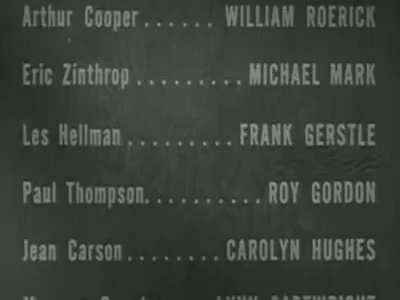 Arthur Cooper...... WILLIAM ROERICK
Eric Zinthrop......... MICHAEL MARK
Les Hellman......... FRANK GERSTLE
Paul Thompson.......... ROY GORDON
Jean Carson........ CAROLYN HUGHES